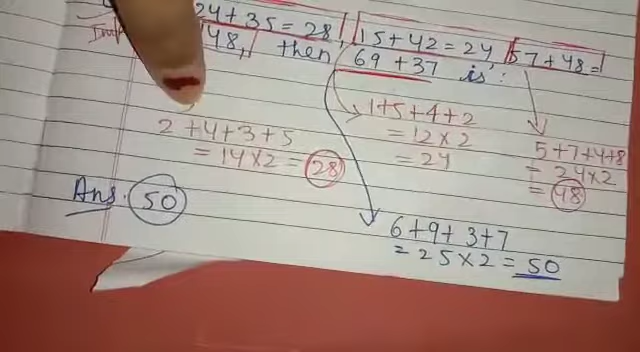 24+35=28, 15+42=24, 57+48=
48, then 69 + 37 is:
2+4+3+5
= 14×2 = 28
1+5+4+2
= 12×2
= 24
5+7+4+8
= 24×2
= 48
Ans. 50
6+9+3+7
= 25×2 = 50